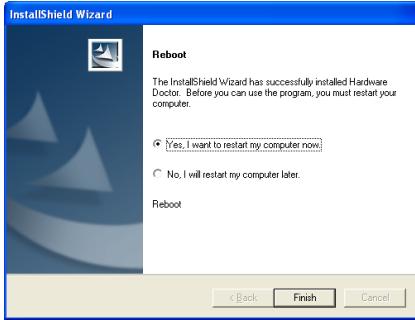 InstallShield Wizard
Reboot
The InstallShield Wizard has successfully installed Hardware
Doctor. Before you can use the program, you must restart your
computer.
Yes, I want to restart my computer now.
No, I will restart my computer later.
Reboot
< Back Finish Cancel